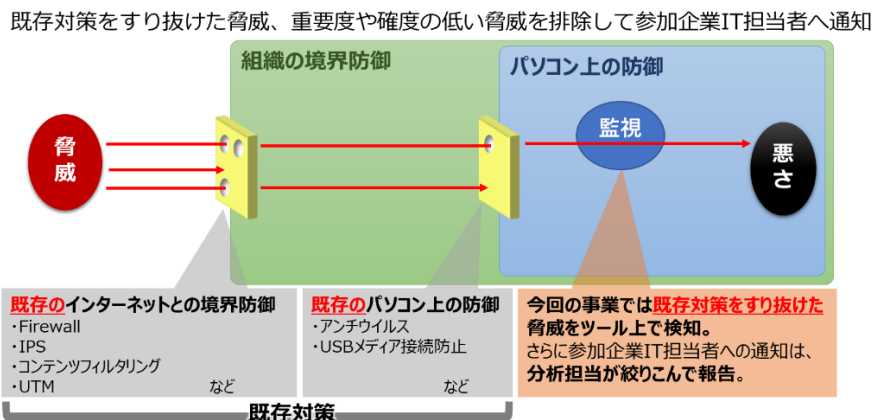 既存対策をすり抜けた脅威、重要度や確度の低い脅威を排除して参加企業IT担当者へ通知
組織の境界防御
パソコン上の防御
脅
威
監視
悪
さ
既存のインターネットとの境界防御
・Firewall
・IPS
・コンテンツフィルタリング
・UTM など
既存のパソコン上の防御
・アンチウイルス
・USBメディア接続防止
など
今回の事業では既存対策をすり抜けた
脅威をツール上で検知。
さらに参加企業IT担当者への通知は、
分析担当が絞りこんで報告。
既存対策